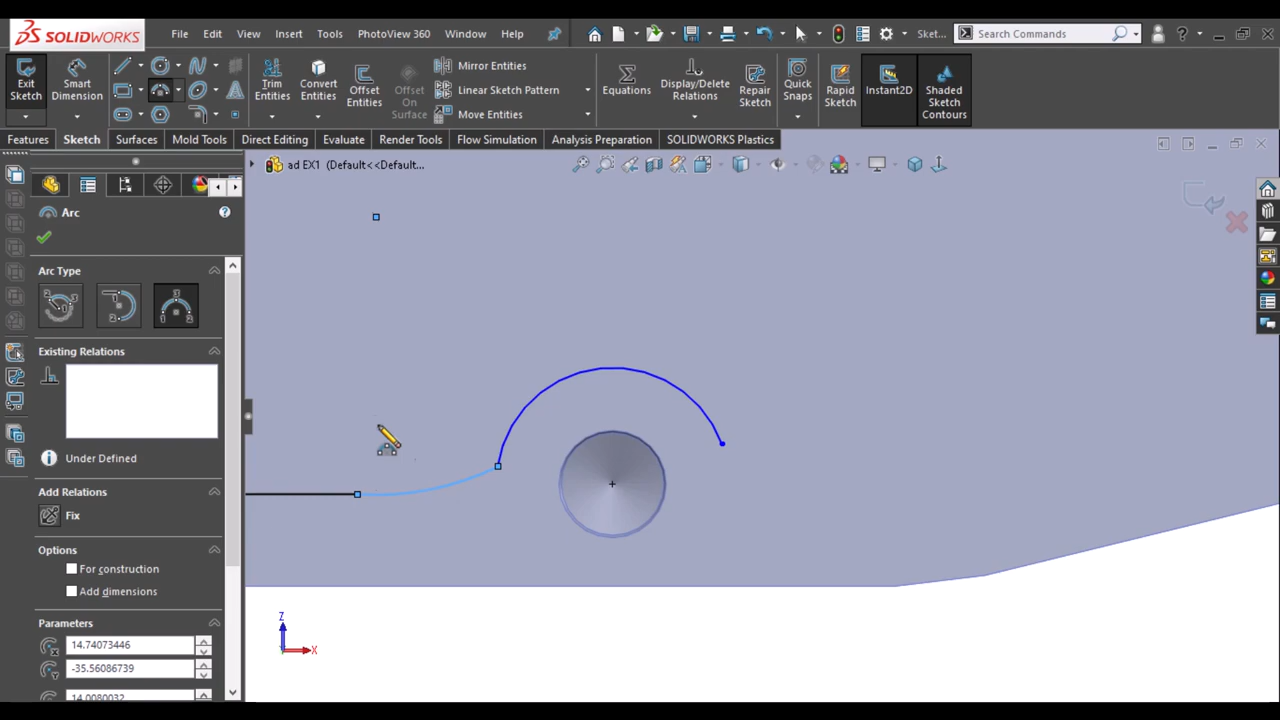 SOLIDWORKS File Edit View Insert Tools PhotoView 360 Window Help Sket... Search Commands
Exit Sketch
Smart Dimension
Trim Entities
Convert Entities
Offset Entities
Offset On Surface
Mirror Entities
Linear Sketch Pattern
Move Entities
Equations
Display/Delete Relations
Repair Sketch
Quick Snaps
Rapid Sketch
Instant2D
Shaded Sketch Contours
Features Sketch Surfaces Mold Tools Direct Editing Evaluate Render Tools Flow Simulation Analysis Preparation SOLIDWORKS Plastics
ad EX1 (Default<<Default...
Arc
Arc Type
Existing Relations
Under Defined
Add Relations
Fix
Options
For construction
Add dimensions
Parameters
14.74073446
-35.56086739
14.0080032
Z
X